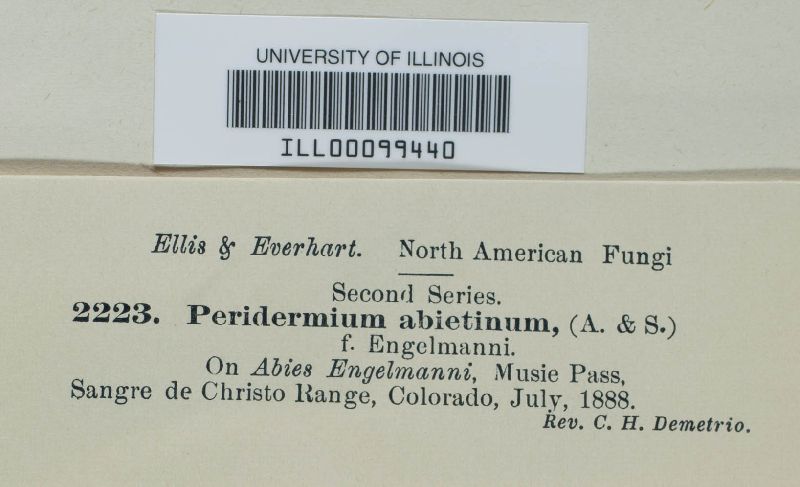 UNIVERSITY OF ILLINOIS
ILL00099440
Ellis & Everhart. North American Fungi
Second Series.
2223. Peridermium abietinum, (A. & S.)
f. Engelmanni.
On Abies Engelmanni, Music Pass,
Sangre de Christo Range, Colorado, July, 1888.
Rev. C. H. Demetrio.